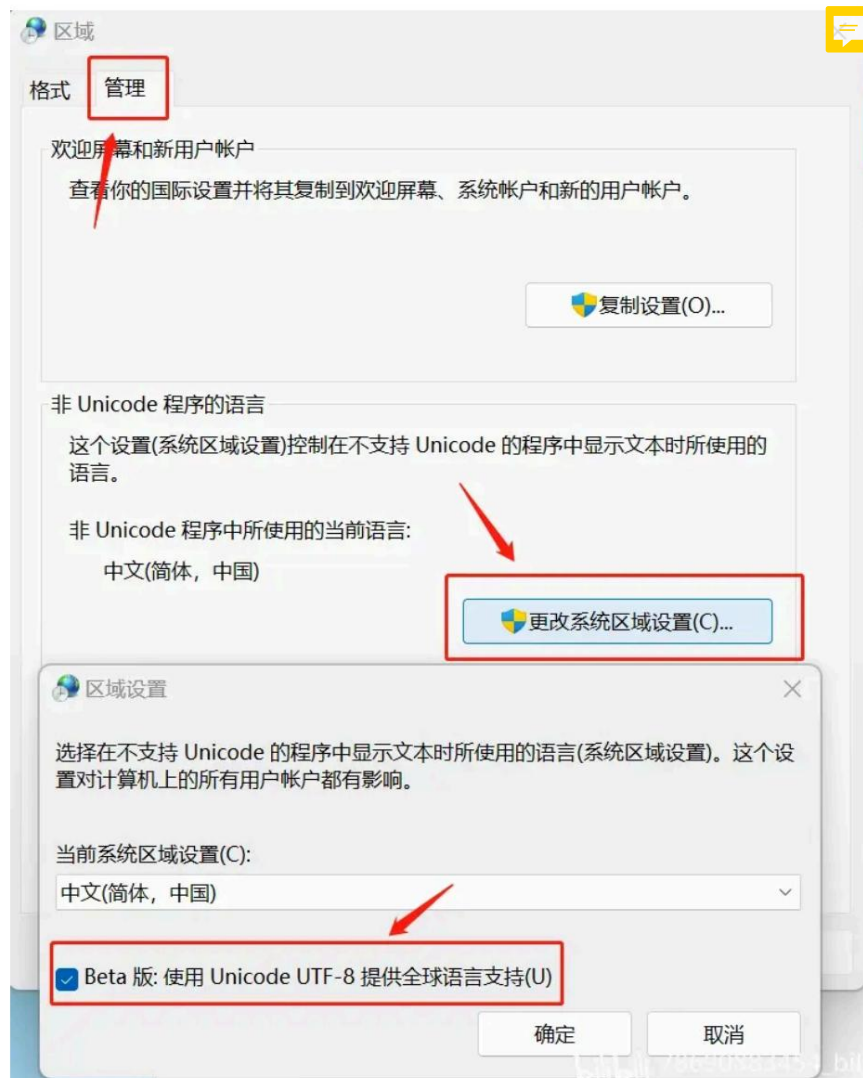 区域
格式
管理
欢迎屏幕和新用户帐户
查看你的国际设置并将其复制到欢迎屏幕、系统帐户和新的用户帐户。
复制设置(O)...
非 Unicode 程序的语言
这个设置(系统区域设置)控制在不支持 Unicode 的程序中显示文本时所使用的
语言。
非 Unicode 程序中所使用的当前语言:
中文(简体，中国)
更改系统区域设置(C)...
区域设置
选择在不支持 Unicode 的程序中显示文本时所使用的语言(系统区域设置)。这个设
置对计算机上的所有用户帐户都有影响。
当前系统区域设置(C):
中文(简体，中国)
Beta 版: 使用 Unicode UTF-8 提供全球语言支持(U)
确定
取消